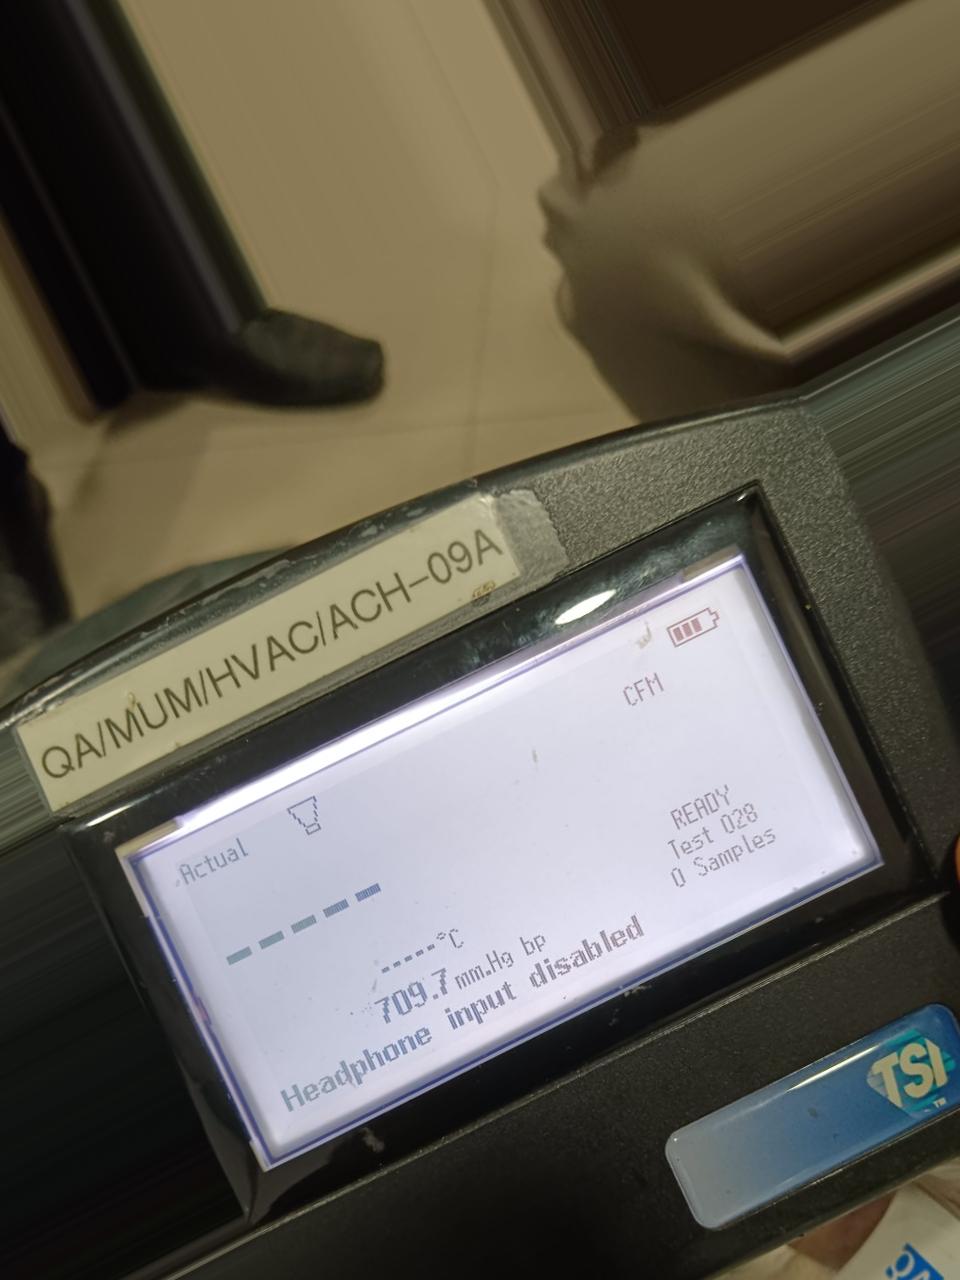 QA/MUM/HVAC/ACH-09A
CFM
Actual
READY
Test 028
0 Samples
-----
-----°C
709.7 mm.Hg bp
Headphone input disabled
TSI
TM